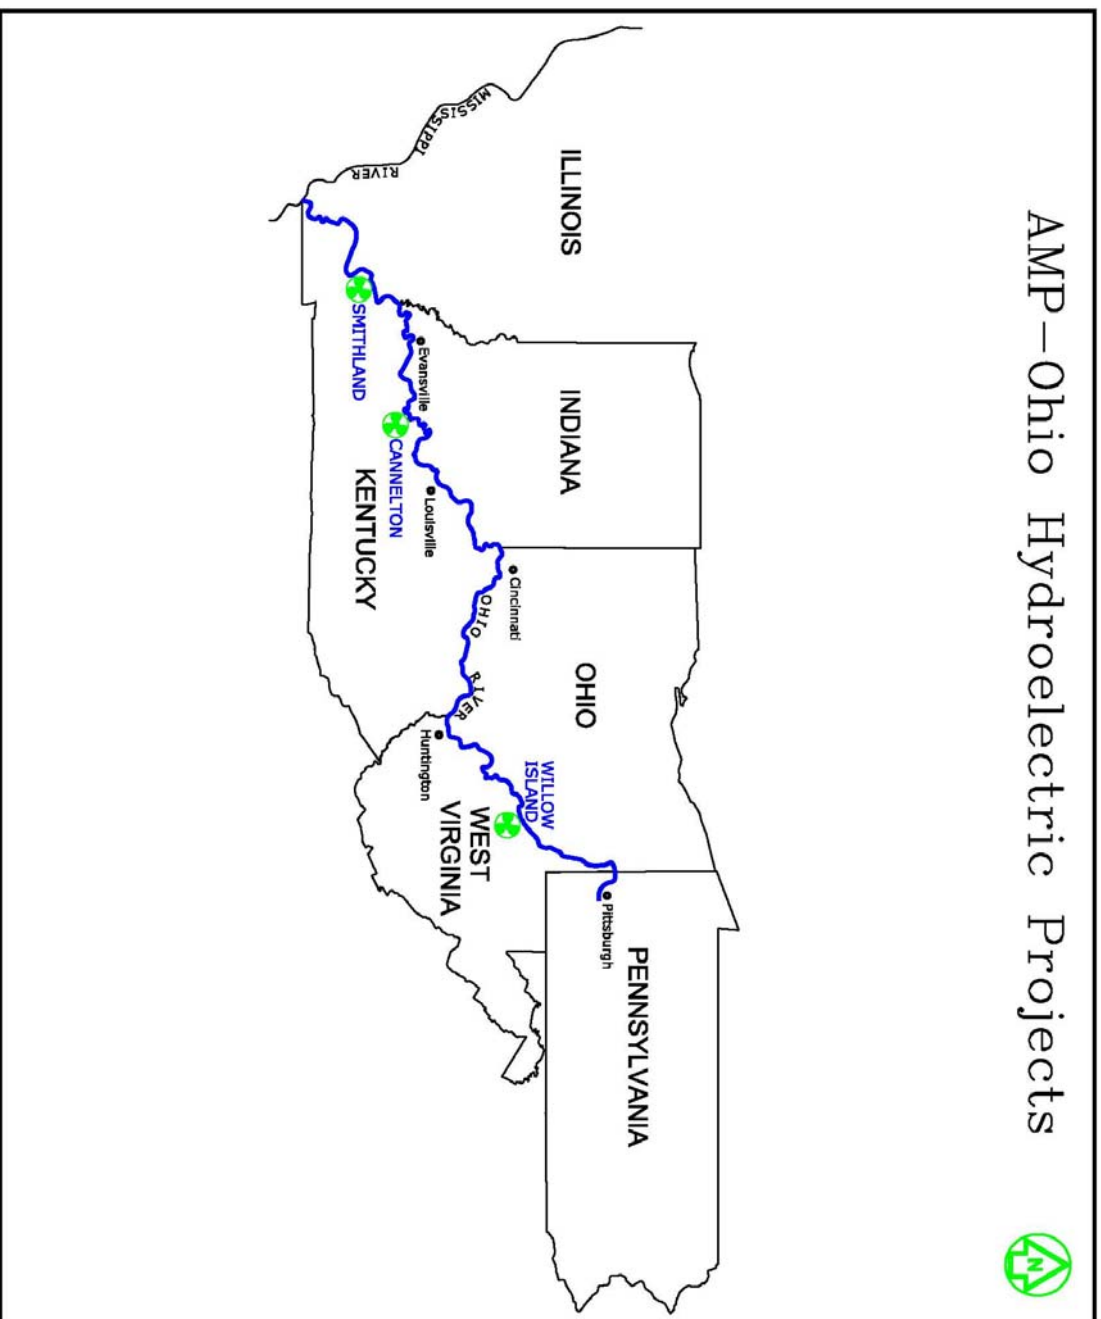 AMP-Ohio Hydroelectric Projects
N
ILLINOIS
INDIANA
OHIO
PENNSYLVANIA
MISSISSIPPI
RIVER
Pittsburgh
WILLOW
ISLAND
Cincinnati
OHIO
RIVER
WEST
VIRGINIA
Huntington
Evansville
Louisville
SMITHLAND
CANNELTON
KENTUCKY